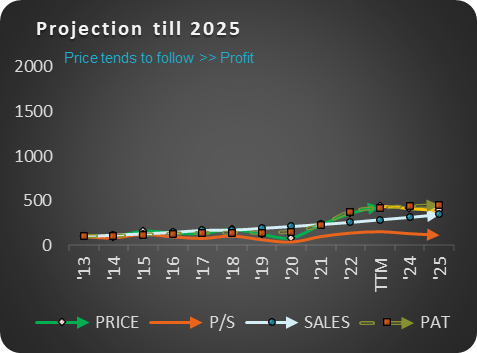 Projection till 2025
Price tends to follow >> Profit
2000
1500
1000
500
0
'13 '14 '15 '16 '17 '18 '19 '20 '21 '22 TTM '24 '25
PRICE P/S SALES PAT